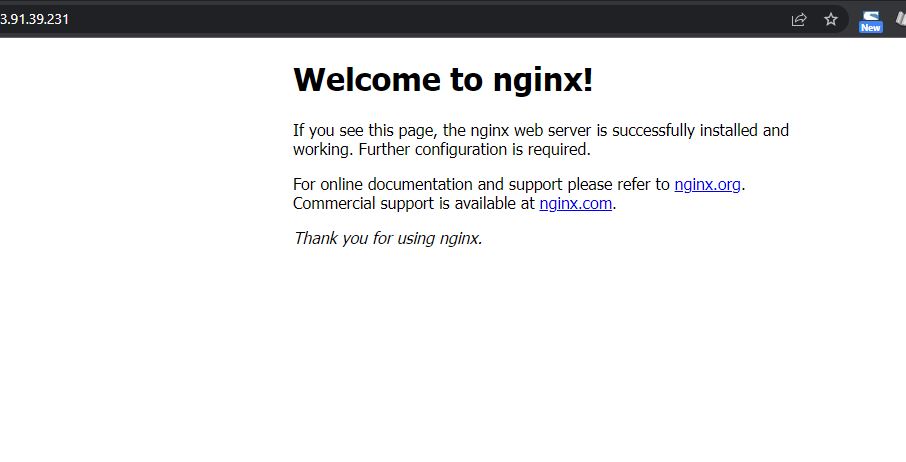 3.91.39.231
New
Welcome to nginx!
If you see this page, the nginx web server is successfully installed and
working. Further configuration is required.
For online documentation and support please refer to nginx.org.
Commercial support is available at nginx.com.
Thank you for using nginx.